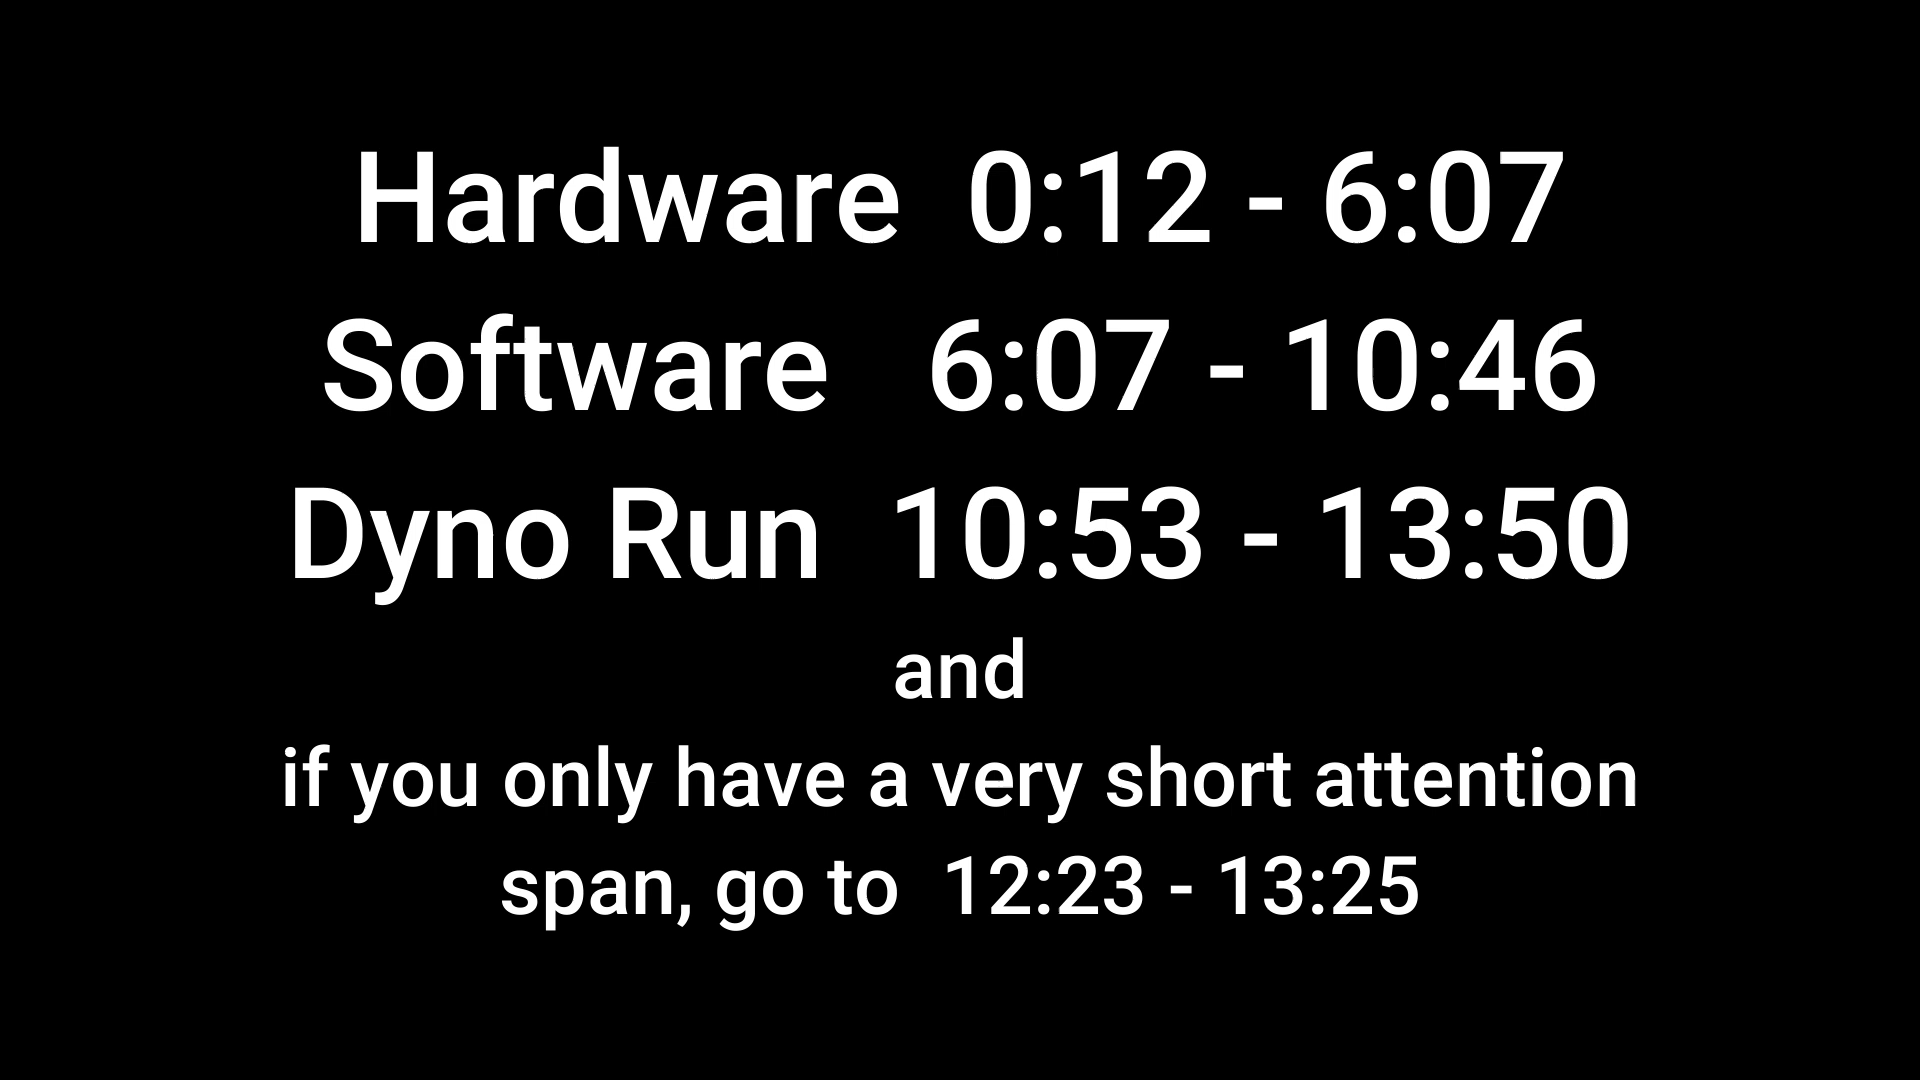 Hardware 0:12 - 6:07
Software 6:07 - 10:46
Dyno Run 10:53 - 13:50
and
if you only have a very short attention
span, go to 12:23 - 13:25